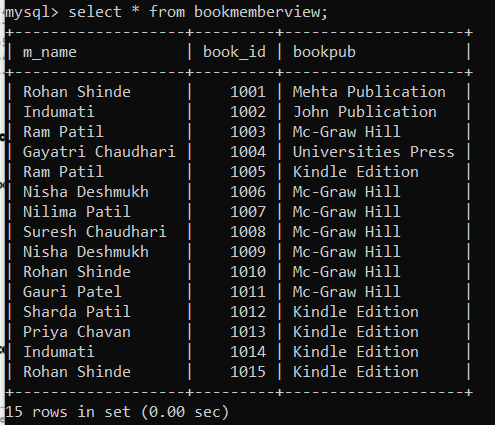 mysql> select * from bookmemberview;
+-------------------+---------+--------------------+
| m_name            | book_id | bookpub            |
+-------------------+---------+--------------------+
| Rohan Shinde      |    1001 | Mehta Publication  |
| Indumati          |    1002 | John Publication   |
| Ram Patil         |    1003 | Mc-Graw Hill       |
| Gayatri Chaudhari |    1004 | Universities Press |
| Ram Patil         |    1005 | Kindle Edition     |
| Nisha Deshmukh    |    1006 | Mc-Graw Hill       |
| Nilima Patil      |    1007 | Mc-Graw Hill       |
| Suresh Chaudhari  |    1008 | Mc-Graw Hill       |
| Nisha Deshmukh    |    1009 | Mc-Graw Hill       |
| Rohan Shinde      |    1010 | Mc-Graw Hill       |
| Gauri Patel       |    1011 | Mc-Graw Hill       |
| Sharda Patil      |    1012 | Kindle Edition     |
| Priya Chavan      |    1013 | Kindle Edition     |
| Indumati          |    1014 | Kindle Edition     |
| Rohan Shinde      |    1015 | Kindle Edition     |
+-------------------+---------+--------------------+
15 rows in set (0.00 sec)